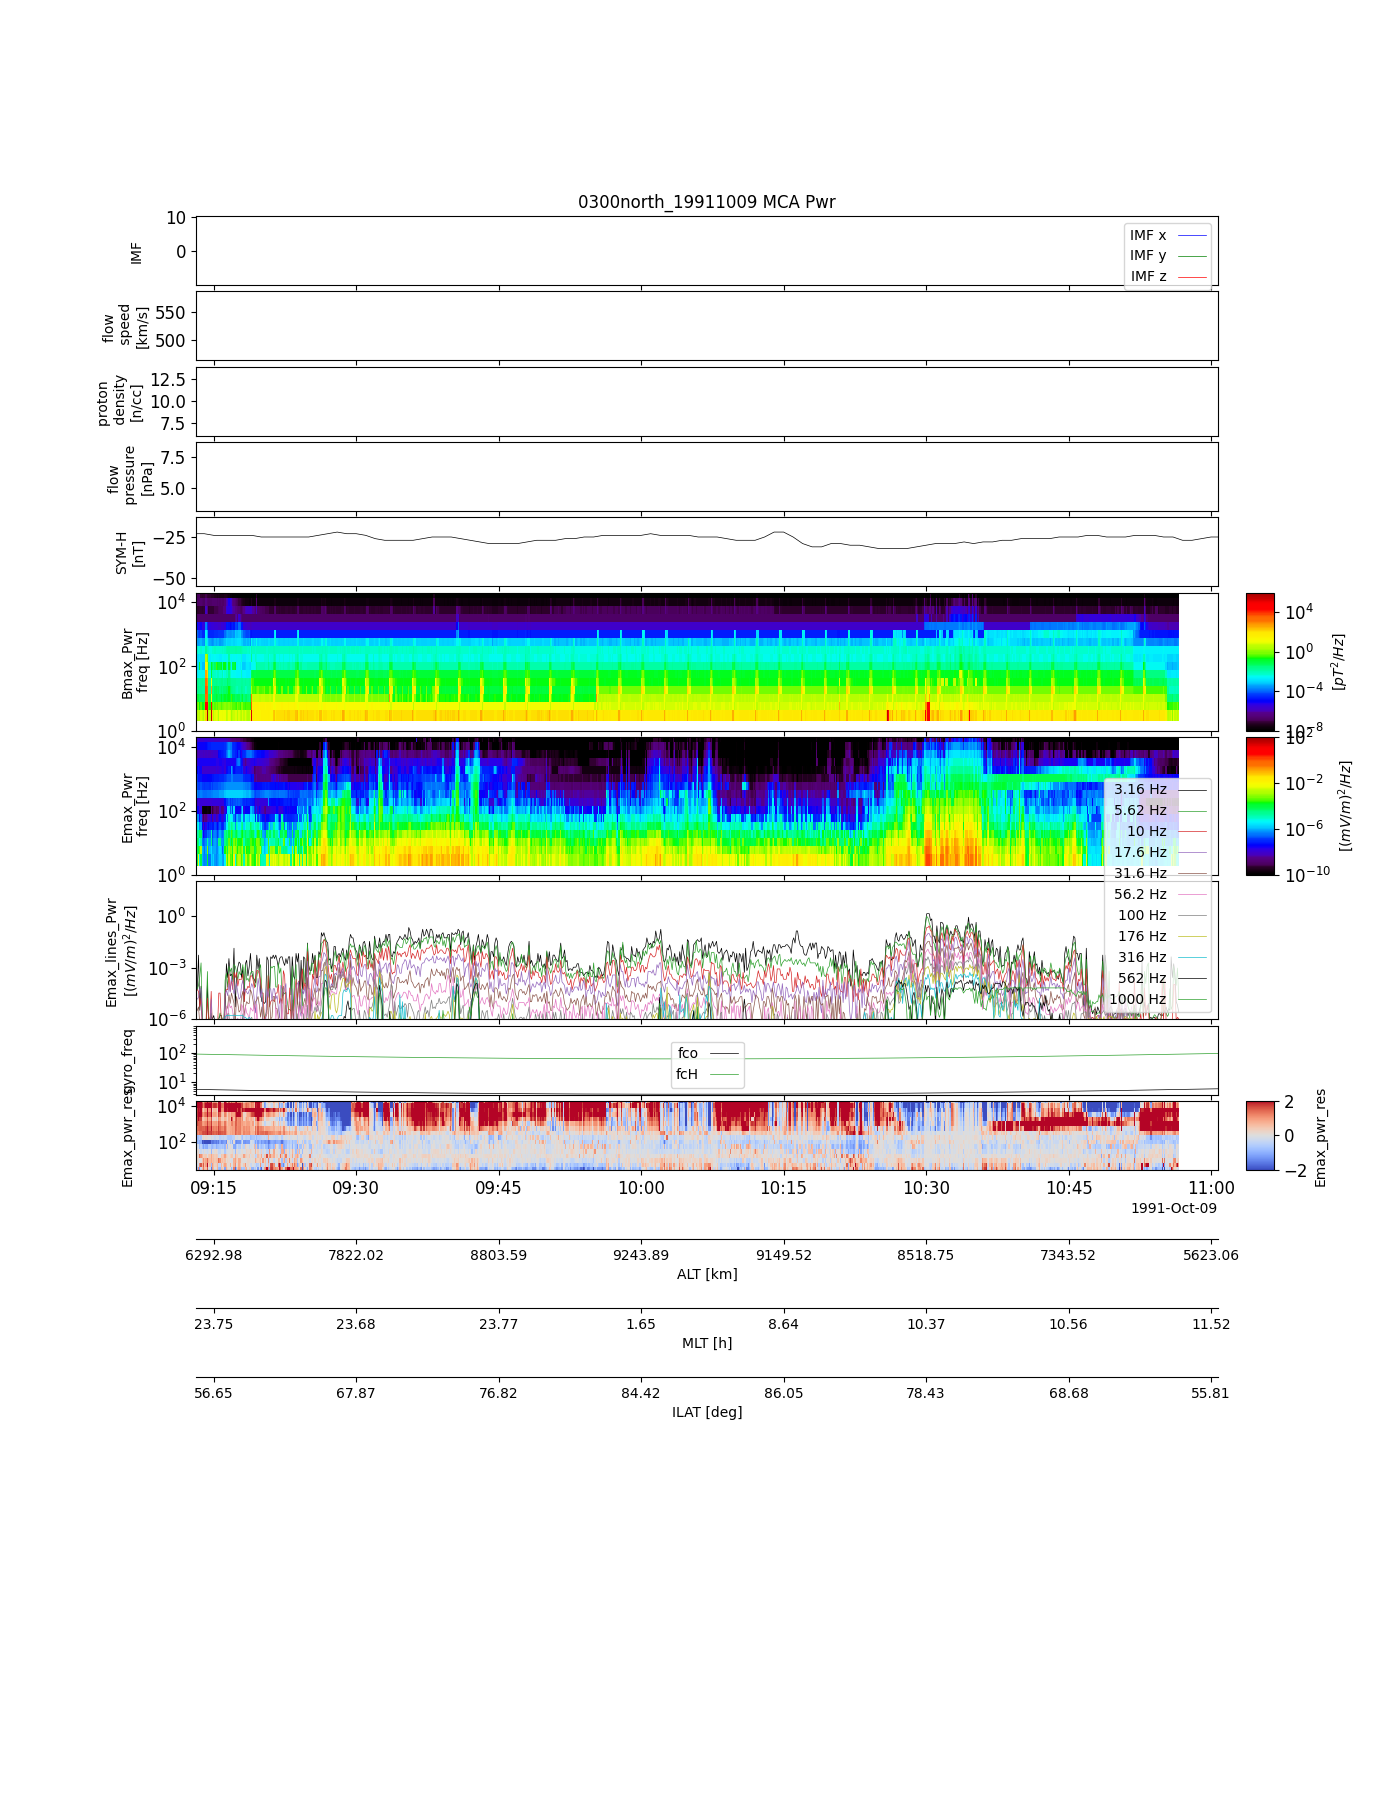 0300north_19911009 MCA Pwr
10
0
IMF
IMF x
IMF y
IMF z
550
500
flow
speed
[km/s]
12.5
10.0
7.5
proton
density
[n/cc]
7.5
5.0
flow
pressure
[nPa]
−25
−50
SYM-H
[nT]
10^4
10^2
10^0
Bmax_Pwr
freq [Hz]
10^4
10^0
10^−4
10^−8
[pT^2/Hz]
10^4
10^2
10^0
Emax_Pwr
freq [Hz]
10^2
10^−2
10^−6
10^−10
[(mV/m)^2/Hz]
3.16 Hz
5.62 Hz
10 Hz
17.6 Hz
31.6 Hz
56.2 Hz
100 Hz
176 Hz
316 Hz
562 Hz
1000 Hz
10^0
10^−3
10^−6
Emax_lines_Pwr
[(mV/m)^2/Hz]
10^2
10^1
gyro_freq
fco
fcH
10^4
10^2
Emax_pwr_res
2
0
−2
Emax_pwr_res
09:15 09:30 09:45 10:00 10:15 10:30 10:45 11:00
1991-Oct-09
6292.98 7822.02 8803.59 9243.89 9149.52 8518.75 7343.52 5623.06
ALT [km]
23.75 23.68 23.77 1.65 8.64 10.37 10.56 11.52
MLT [h]
56.65 67.87 76.82 84.42 86.05 78.43 68.68 55.81
ILAT [deg]